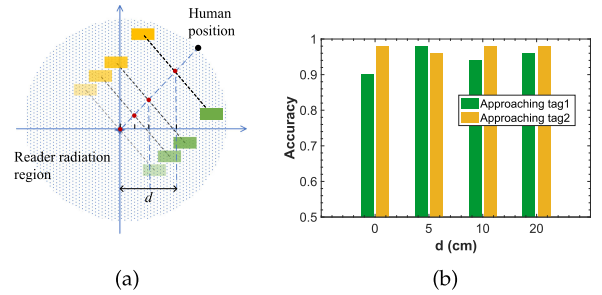 Human
position
Reader radiation
region
d
(a)
Accuracy
1
0.9
0.8
0.7
0.6
0.5
Approaching tag1
Approaching tag2
0 5 10 20
d (cm)
(b)